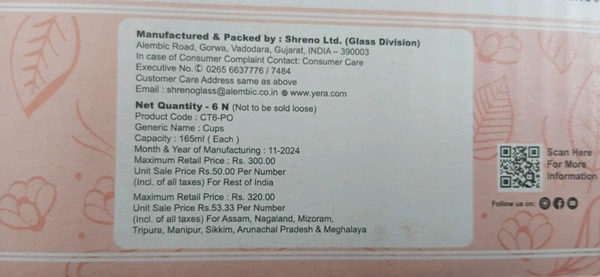 Manufactured & Packed by : Shreno Ltd. (Glass Division)
Alembic Road, Gorwa, Vadodara, Gujarat, INDIA – 390003
In case of Consumer Complaint Contact: Consumer Care
Executive No. ✆ 0265 6637776 / 7484
Customer Care Address same as above
Email : shrenoglass@alembic.co.in www.yera.com
Net Quantity - 6 N (Not to be sold loose)
Product Code : CT6-PO
Generic Name : Cups
Capacity : 165ml ( Each )
Month & Year of Manufacturing : 11-2024
Maximum Retail Price : Rs. 300.00
Unit Sale Price Rs.50.00 Per Number
(Incl. of all taxes) For Rest of India
Maximum Retail Price : Rs. 320.00
Unit Sale Price Rs.53.33 Per Number
(Incl. of all taxes) For Assam, Nagaland, Mizoram,
Tripura, Manipur, Sikkim, Arunachal Pradesh & Meghalaya
Scan Here
For More
Information
Follow us on: